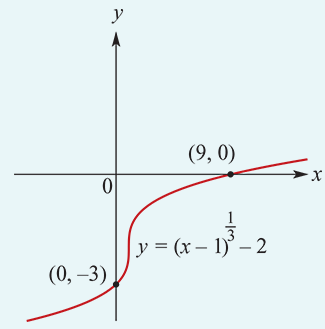 y
(9, 0)
x
0
y = (x – 1)^{1/3} – 2
(0, –3)